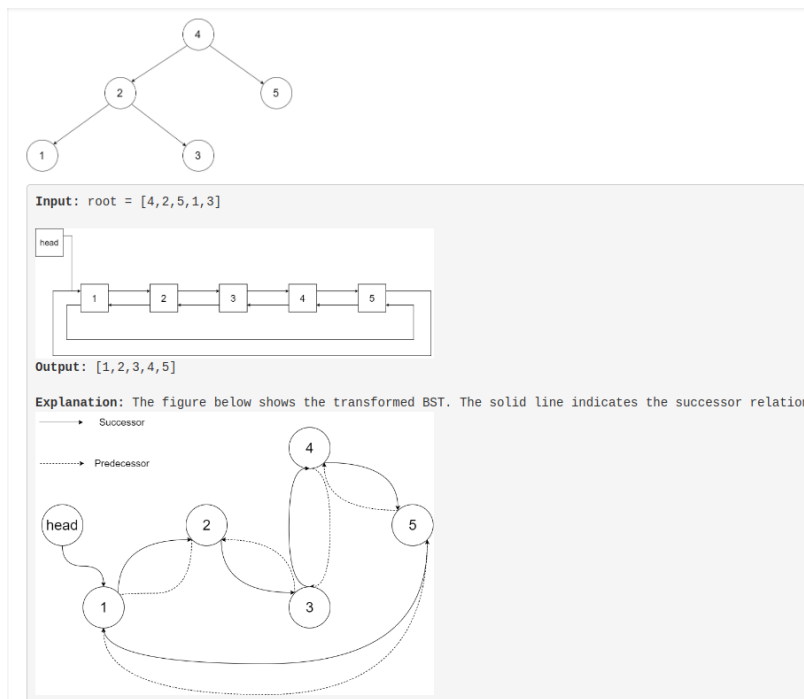 4
2
5
1
3
Input: root = [4,2,5,1,3]
head
1 2 3 4 5
Output: [1,2,3,4,5]
Explanation: The figure below shows the transformed BST. The solid line indicates the successor relation
Successor
4
Predecessor
head
2
5
1
3